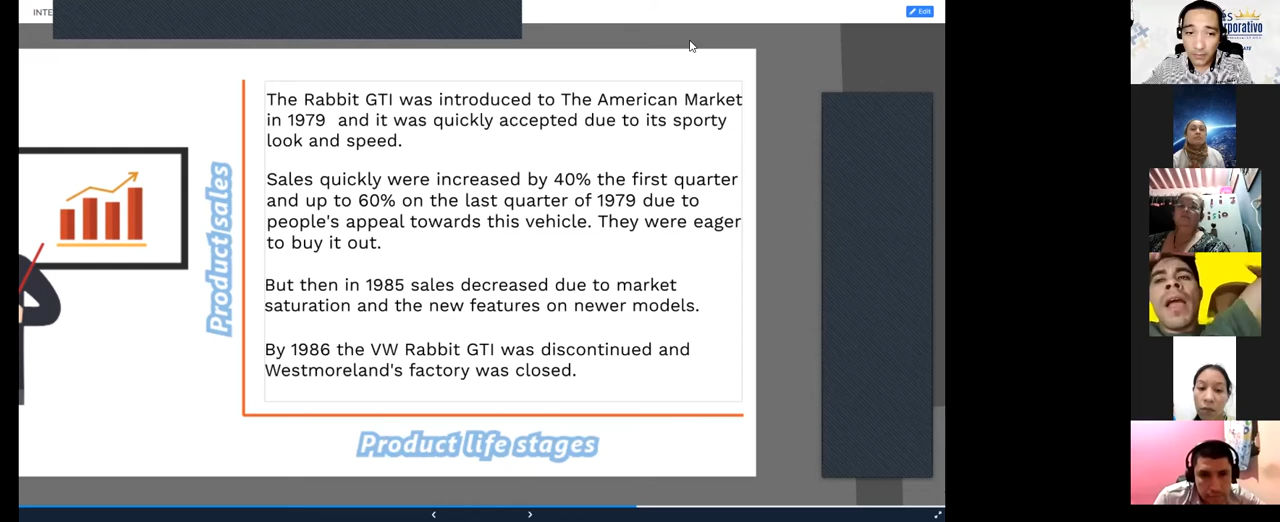 INTE
Edit
The Rabbit GTI was introduced to The American Market
in 1979 and it was quickly accepted due to its sporty
look and speed.
Sales quickly were increased by 40% the first quarter
and up to 60% on the last quarter of 1979 due to
people's appeal towards this vehicle. They were eager
to buy it out.
But then in 1985 sales decreased due to market
saturation and the new features on newer models.
By 1986 the VW Rabbit GTI was discontinued and
Westmoreland's factory was closed.
Product sales
Product life stages